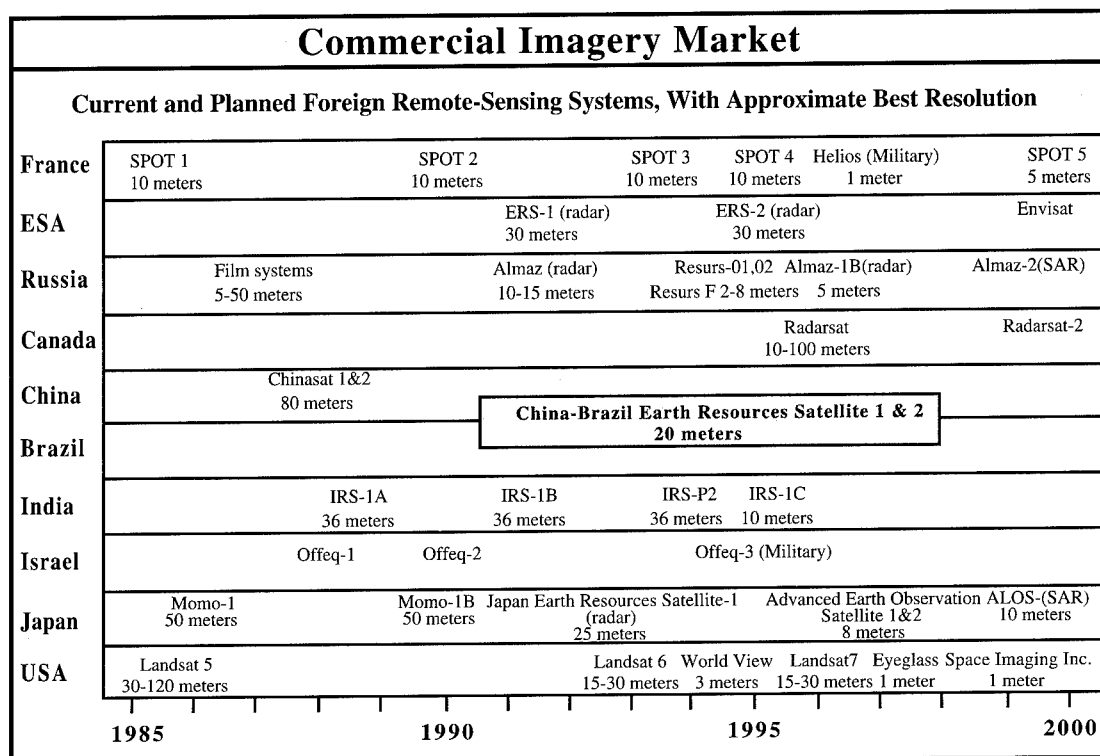 Commercial Imagery Market
Current and Planned Foreign Remote-Sensing Systems, With Approximate Best Resolution
France
SPOT 1
10 meters
SPOT 2
10 meters
SPOT 3
10 meters
SPOT 4
10 meters
Helios (Military)
1 meter
SPOT 5
5 meters
ESA
ERS-1 (radar)
30 meters
ERS-2 (radar)
30 meters
Envisat
Russia
Film systems
5-50 meters
Almaz (radar)
10-15 meters
Resurs-01,02
Resurs F 2-8 meters
Almaz-1B(radar)
5 meters
Almaz-2(SAR)
Canada
Radarsat
10-100 meters
Radarsat-2
China
Chinasat 1&2
80 meters
China-Brazil Earth Resources Satellite 1 & 2
20 meters
Brazil
India
IRS-1A
36 meters
IRS-1B
36 meters
IRS-P2
36 meters
IRS-1C
10 meters
Israel
Offeq-1
Offeq-2
Offeq-3 (Military)
Japan
Momo-1
50 meters
Momo-1B
50 meters
Japan Earth Resources Satellite-1
(radar)
25 meters
Advanced Earth Observation
Satellite 1&2
8 meters
ALOS-(SAR)
10 meters
USA
Landsat 5
30-120 meters
Landsat 6
15-30 meters
World View
3 meters
Landsat7
15-30 meters
Eyeglass
1 meter
Space Imaging Inc.
1 meter
1985
1990
1995
2000